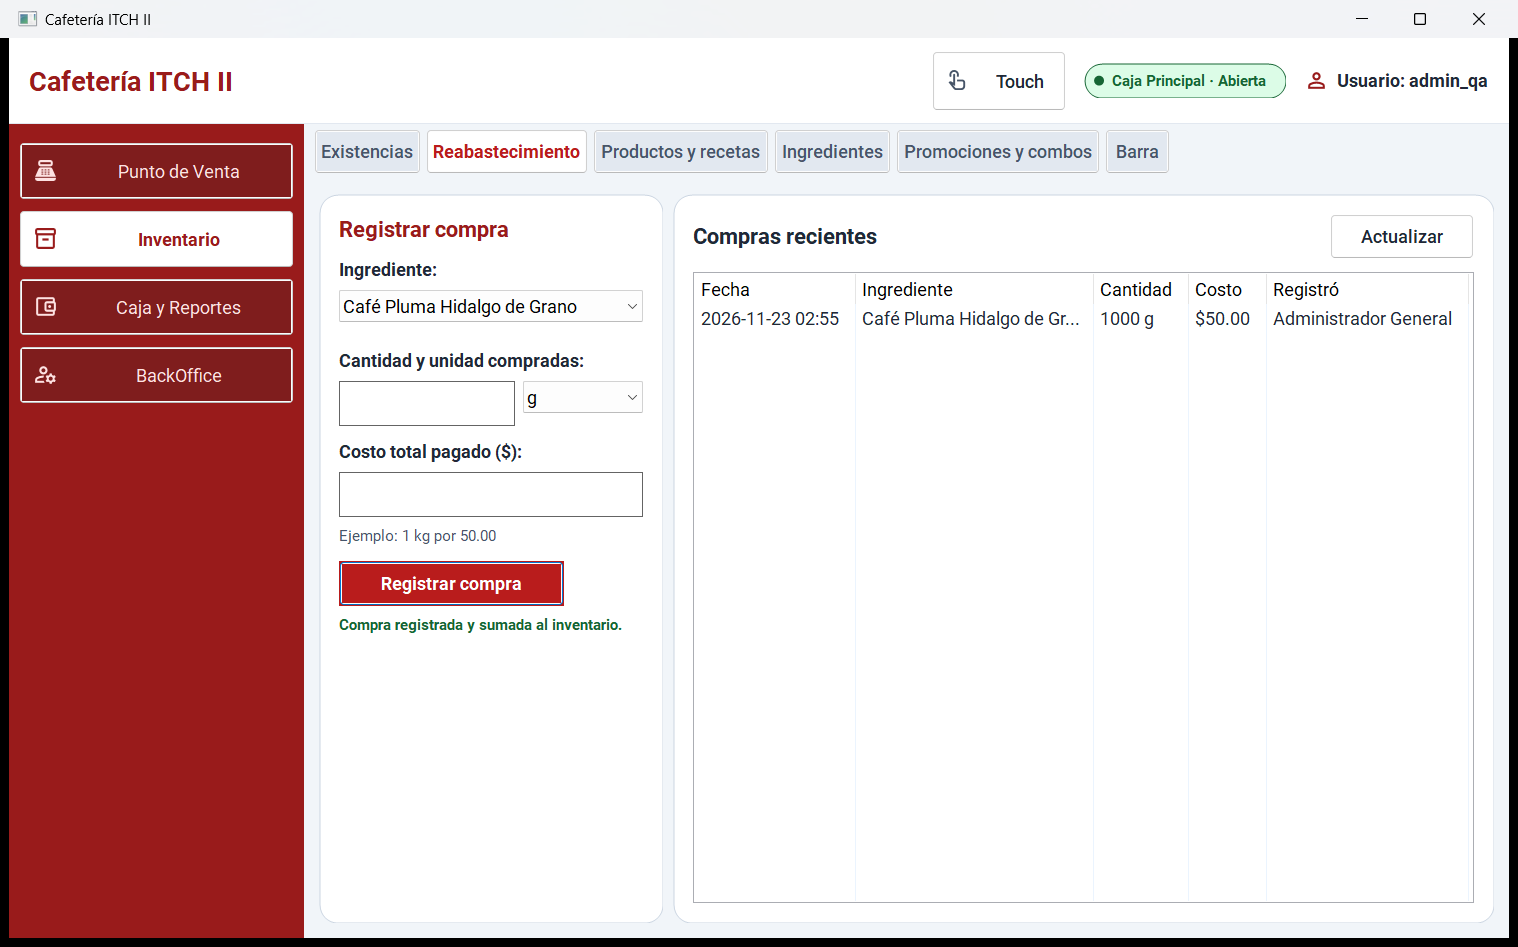 Cafetería ITCH II
Cafetería ITCH II
Touch
Caja Principal · Abierta
Usuario: admin_qa
Punto de Venta
Inventario
Caja y Reportes
BackOffice
Existencias
Reabastecimiento
Productos y recetas
Ingredientes
Promociones y combos
Barra
Registrar compra
Ingrediente:
Café Pluma Hidalgo de Grano
Cantidad y unidad compradas:
g
Costo total pagado ($):
Ejemplo: 1 kg por 50.00
Registrar compra
Compra registrada y sumada al inventario.
Compras recientes
Actualizar
Fecha Ingrediente Cantidad Costo Registró
2026-11-23 02:55 Café Pluma Hidalgo de Gr... 1000 g $50.00 Administrador General